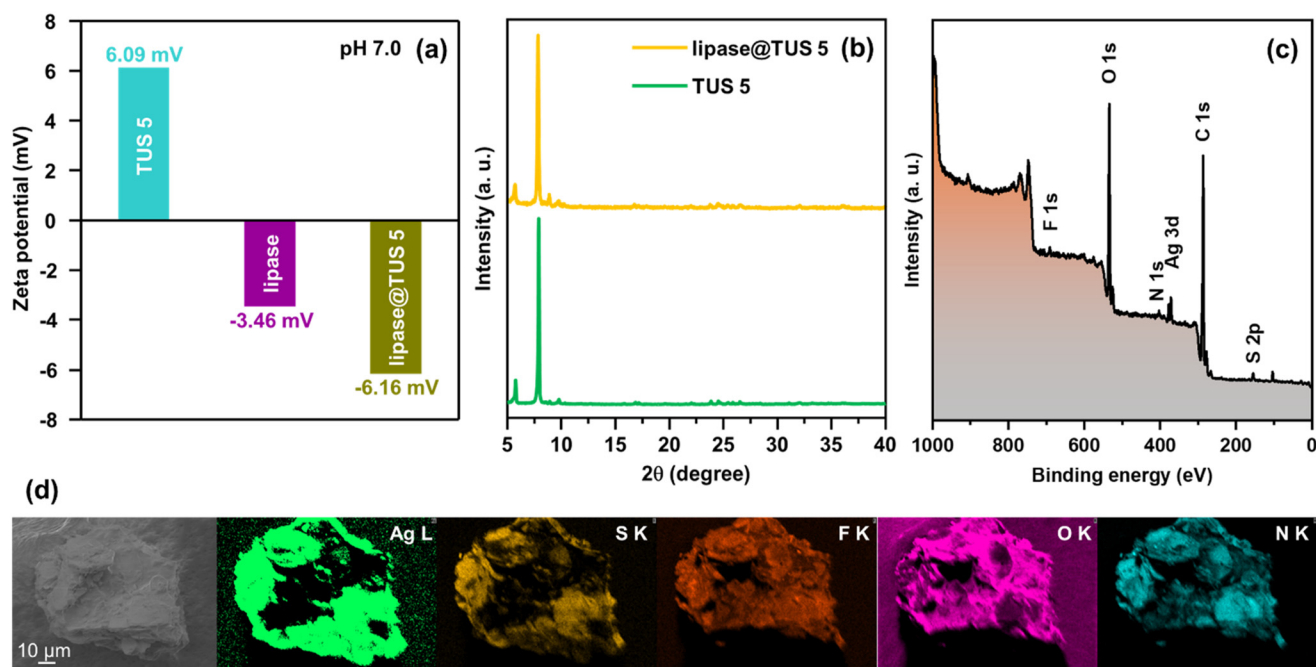 (a)
pH 7.0
Zeta potential (mV)
8
6
4
2
0
-2
-4
-6
-8
6.09 mV
TUS 5
lipase
-3.46 mV
lipase@TUS 5
-6.16 mV
(b)
lipase@TUS 5
TUS 5
Intensity (a. u.)
5
10
15
20
25
30
35
40
2θ (degree)
(c)
Intensity (a. u.)
F 1s
O 1s
N 1s
Ag 3d
C 1s
S 2p
1000
800
600
400
200
0
Binding energy (eV)
(d)
10 μm
Ag L
S K
F K
O K
N K